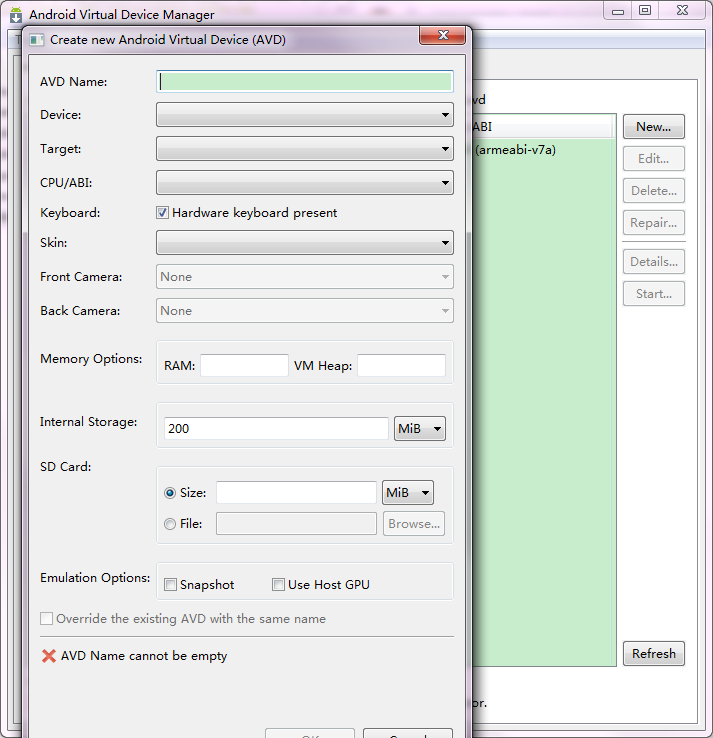 Android Virtual Device Manager
Create new Android Virtual Device (AVD)
AVD Name:
Device:
Target:
CPU/ABI:
Keyboard: Hardware keyboard present
Skin:
Front Camera: None
Back Camera: None
Memory Options: RAM: VM Heap:
Internal Storage: 200 MiB
SD Card:
Size: MiB
File: Browse...
Emulation Options: Snapshot Use Host GPU
Override the existing AVD with the same name
AVD Name cannot be empty
vd
ABI
(armeabi-v7a)
New...
Edit...
Delete...
Repair...
Details...
Start...
Refresh
or.